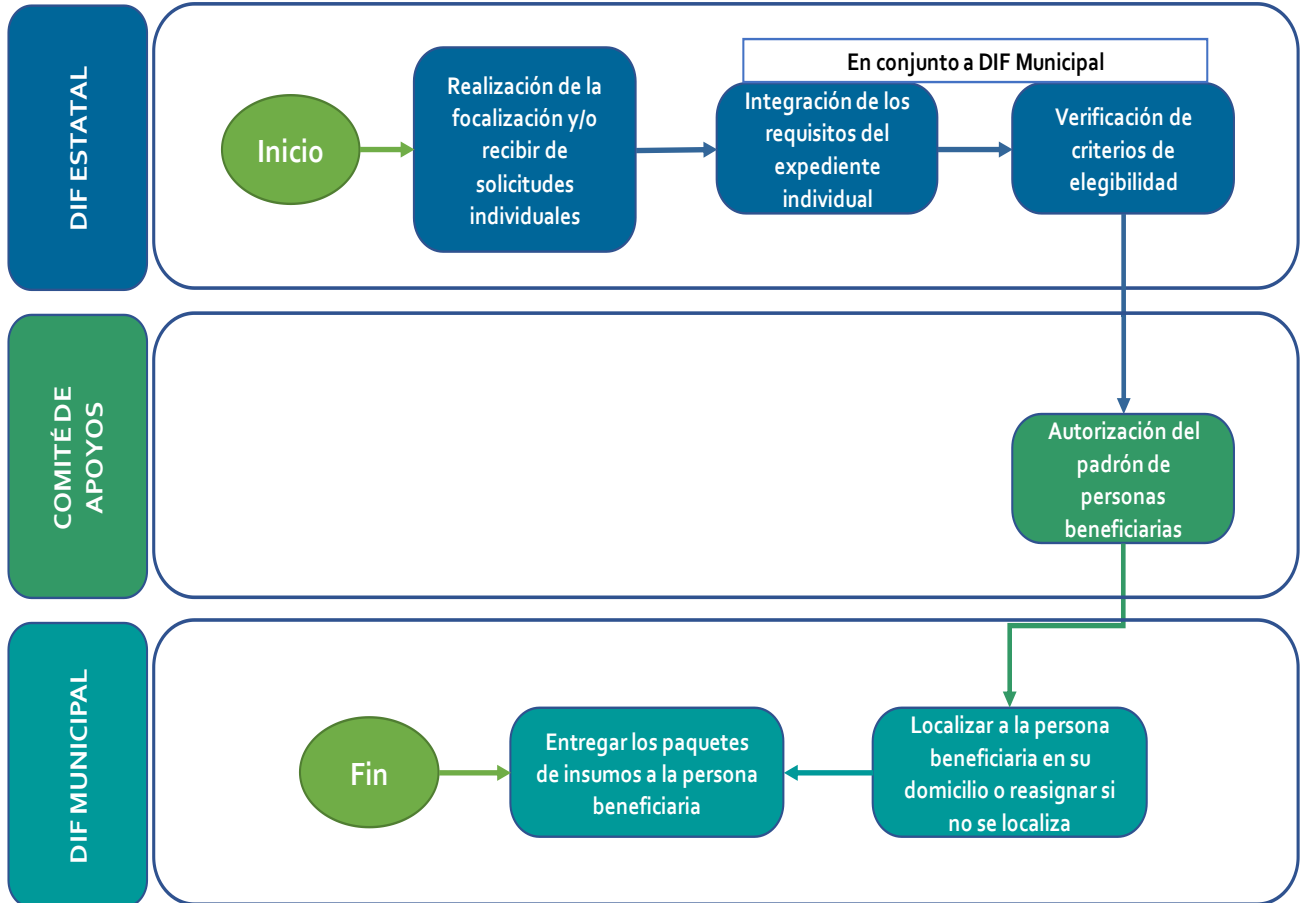 DIF ESTATAL
Inicio
Realización de la
focalización y/o
recibir de
solicitudes
individuales
En conjunto a DIF Municipal
Integración de los
requisitos del
expediente
individual
Verificación de
criterios de
elegibilidad
COMITÉ DE
APOYOS
Autorización del
padrón de
personas
beneficiarias
DIF MUNICIPAL
Fin
Entregar los paquetes
de insumos a la persona
beneficiaria
Localizar a la persona
beneficiaria en su
domicilio o reasignar si
no se localiza